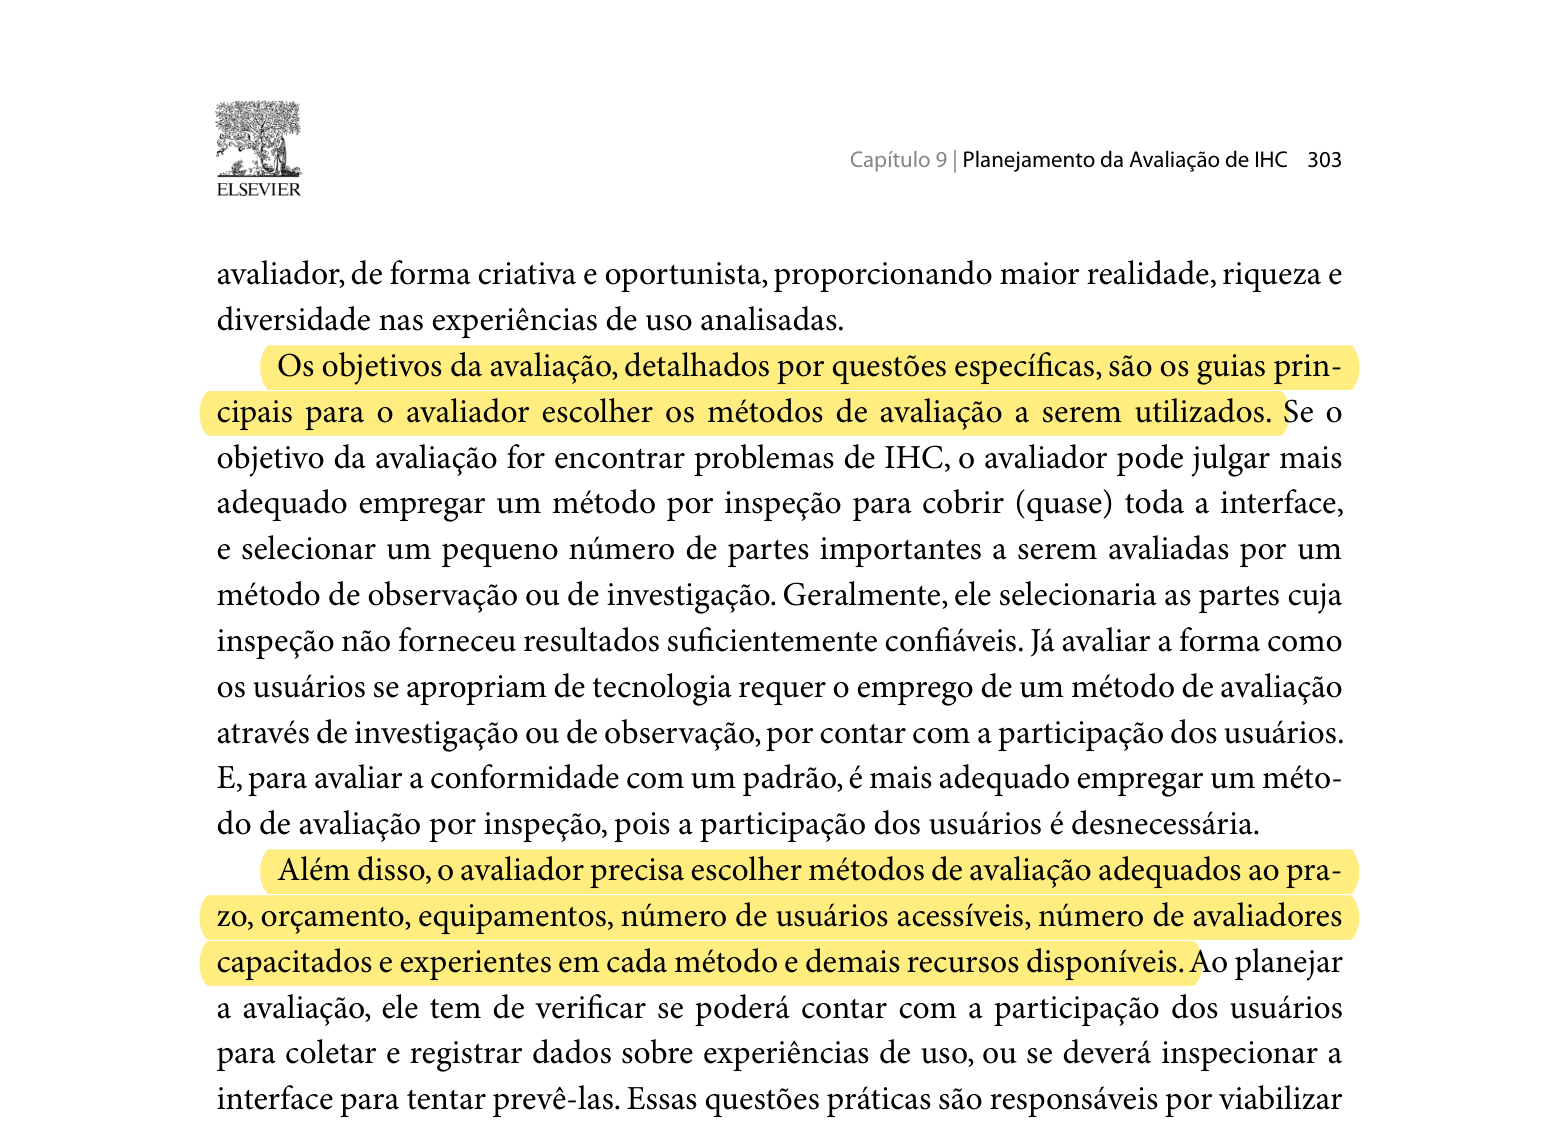 ELSEVIER
Capítulo 9 | Planejamento da Avaliação de IHC 303
avaliador, de forma criativa e oportunista, proporcionando maior realidade, riqueza e
diversidade nas experiências de uso analisadas.
Os objetivos da avaliação, detalhados por questões específicas, são os guias prin-
cipais para o avaliador escolher os métodos de avaliação a serem utilizados. Se o
objetivo da avaliação for encontrar problemas de IHC, o avaliador pode julgar mais
adequado empregar um método por inspeção para cobrir (quase) toda a interface,
e selecionar um pequeno número de partes importantes a serem avaliadas por um
método de observação ou de investigação. Geralmente, ele selecionaria as partes cuja
inspeção não forneceu resultados suficientemente confiáveis. Já avaliar a forma como
os usuários se apropriam de tecnologia requer o emprego de um método de avaliação
através de investigação ou de observação, por contar com a participação dos usuários.
E, para avaliar a conformidade com um padrão, é mais adequado empregar um méto-
do de avaliação por inspeção, pois a participação dos usuários é desnecessária.
Além disso, o avaliador precisa escolher métodos de avaliação adequados ao pra-
zo, orçamento, equipamentos, número de usuários acessíveis, número de avaliadores
capacitados e experientes em cada método e demais recursos disponíveis. Ao planejar
a avaliação, ele tem de verificar se poderá contar com a participação dos usuários
para coletar e registrar dados sobre experiências de uso, ou se deverá inspecionar a
interface para tentar prevê-las. Essas questões práticas são responsáveis por viabilizar